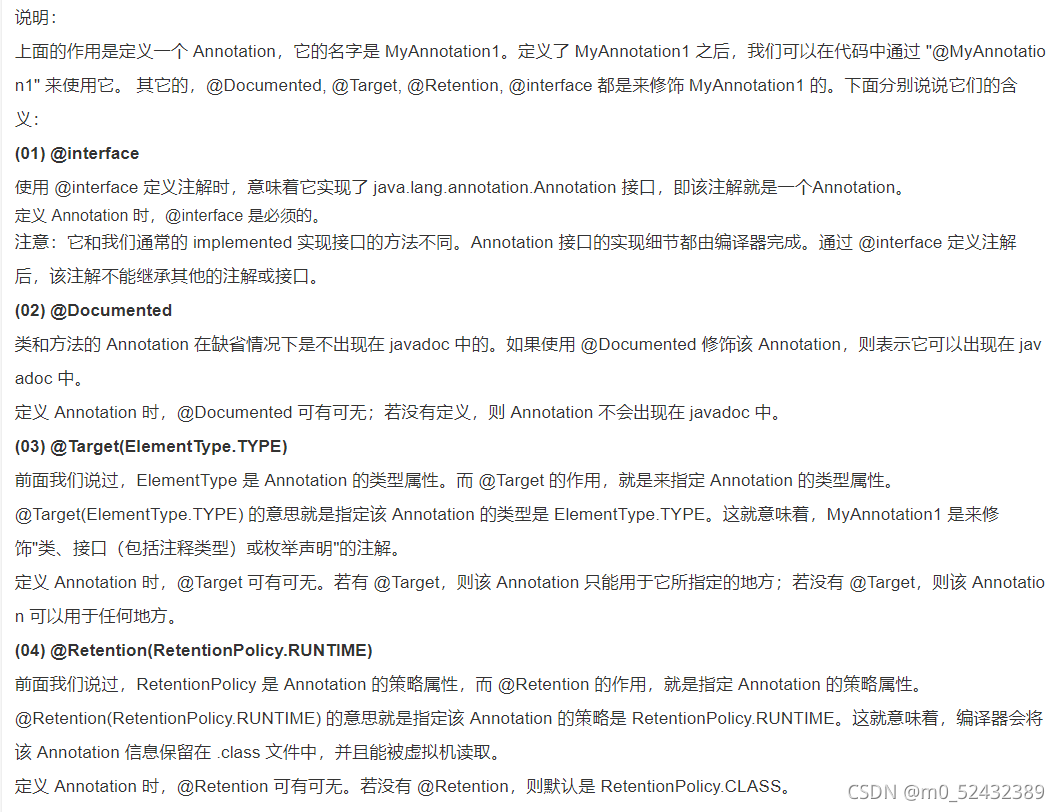 说明：
上面的作用是定义一个 Annotation，它的名字是 MyAnnotation1。定义了 MyAnnotation1 之后，我们可以在代码中通过 "@MyAnnotatio
n1" 来使用它。 其它的，@Documented, @Target, @Retention, @interface 都是来修饰 MyAnnotation1 的。下面分别说说它们的含
义：
(01) @interface
使用 @interface 定义注解时，意味着它实现了 java.lang.annotation.Annotation 接口，即该注解就是一个Annotation。
定义 Annotation 时，@interface 是必须的。
注意：它和我们通常的 implemented 实现接口的方法不同。Annotation 接口的实现细节都由编译器完成。通过 @interface 定义注解
后，该注解不能继承其他的注解或接口。
(02) @Documented
类和方法的 Annotation 在缺省情况下是不出现在 javadoc 中的。如果使用 @Documented 修饰该 Annotation，则表示它可以出现在 jav
adoc 中。
定义 Annotation 时，@Documented 可有可无；若没有定义，则 Annotation 不会出现在 javadoc 中。
(03) @Target(ElementType.TYPE)
前面我们说过，ElementType 是 Annotation 的类型属性。而 @Target 的作用，就是来指定 Annotation 的类型属性。
@Target(ElementType.TYPE) 的意思就是指定该 Annotation 的类型是 ElementType.TYPE。这就意味着，MyAnnotation1 是来修
饰"类、接口（包括注释类型）或枚举声明"的注解。
定义 Annotation 时，@Target 可有可无。若有 @Target，则该 Annotation 只能用于它所指定的地方；若没有 @Target，则该 Annotatio
n 可以用于任何地方。
(04) @Retention(RetentionPolicy.RUNTIME)
前面我们说过，RetentionPolicy 是 Annotation 的策略属性，而 @Retention 的作用，就是指定 Annotation 的策略属性。
@Retention(RetentionPolicy.RUNTIME) 的意思就是指定该 Annotation 的策略是 RetentionPolicy.RUNTIME。这就意味着，编译器会将
该 Annotation 信息保留在 .class 文件中，并且能被虚拟机读取。
定义 Annotation 时，@Retention 可有可无。若没有 @Retention，则默认是 RetentionPolicy.CLASS。
CSDN @m0_52432389